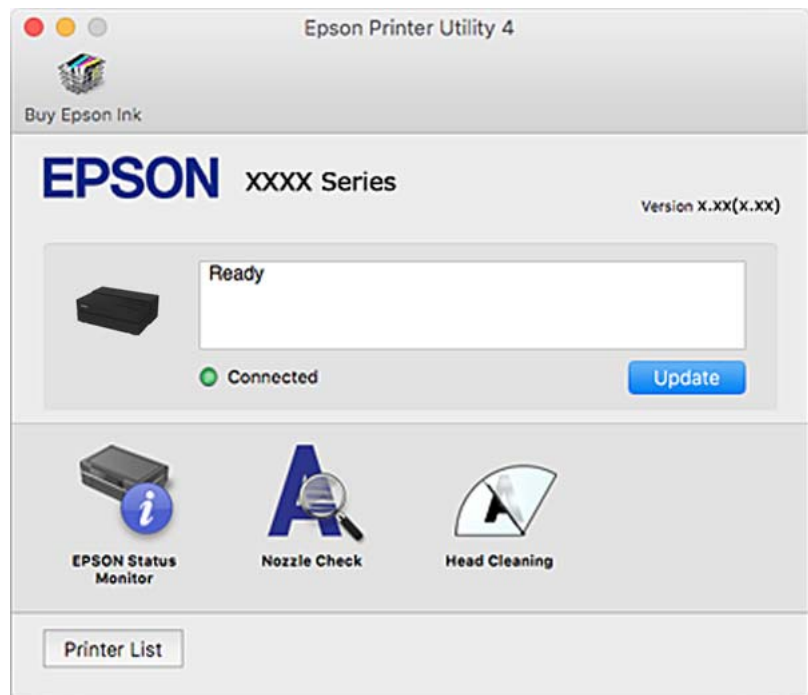 Epson Printer Utility 4
Buy Epson Ink
EPSON XXXX Series
Version x.xx(x.xx)
Ready
Connected
Update
EPSON Status
Monitor
Nozzle Check
Head Cleaning
Printer List